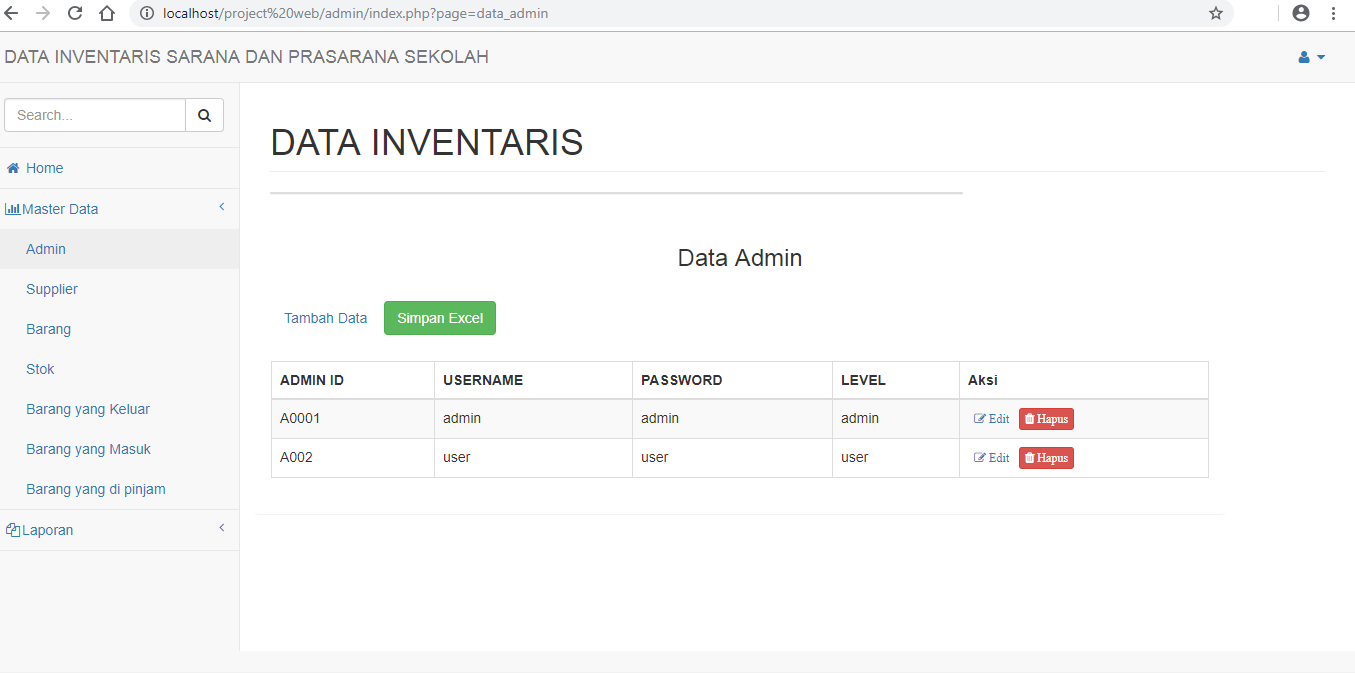 localhost/project%20web/admin/index.php?page=data_admin
DATA INVENTARIS SARANA DAN PRASARANA SEKOLAH
Search...
Home
Master Data
Admin
Supplier
Barang
Stok
Barang yang Keluar
Barang yang Masuk
Barang yang di pinjam
Laporan
DATA INVENTARIS
Data Admin
Tambah Data Simpan Excel
ADMIN ID USERNAME PASSWORD LEVEL Aksi
A0001 admin admin admin Edit Hapus
A002 user user user Edit Hapus